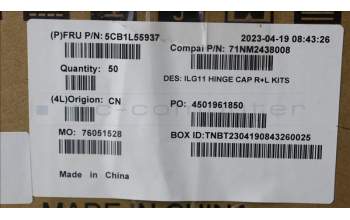 (P)FRU P/N: 5CB1L55937
2023-04-19 08:43:26
Compal P/N: 71NM2438008
Quantity: 50
DES: ILG11 HINGE CAP R+L KITS
(4L)Origion: CN
PO: 4501961850
MO: 76051528
BOX ID:TNBT2304190843260025
Made in China